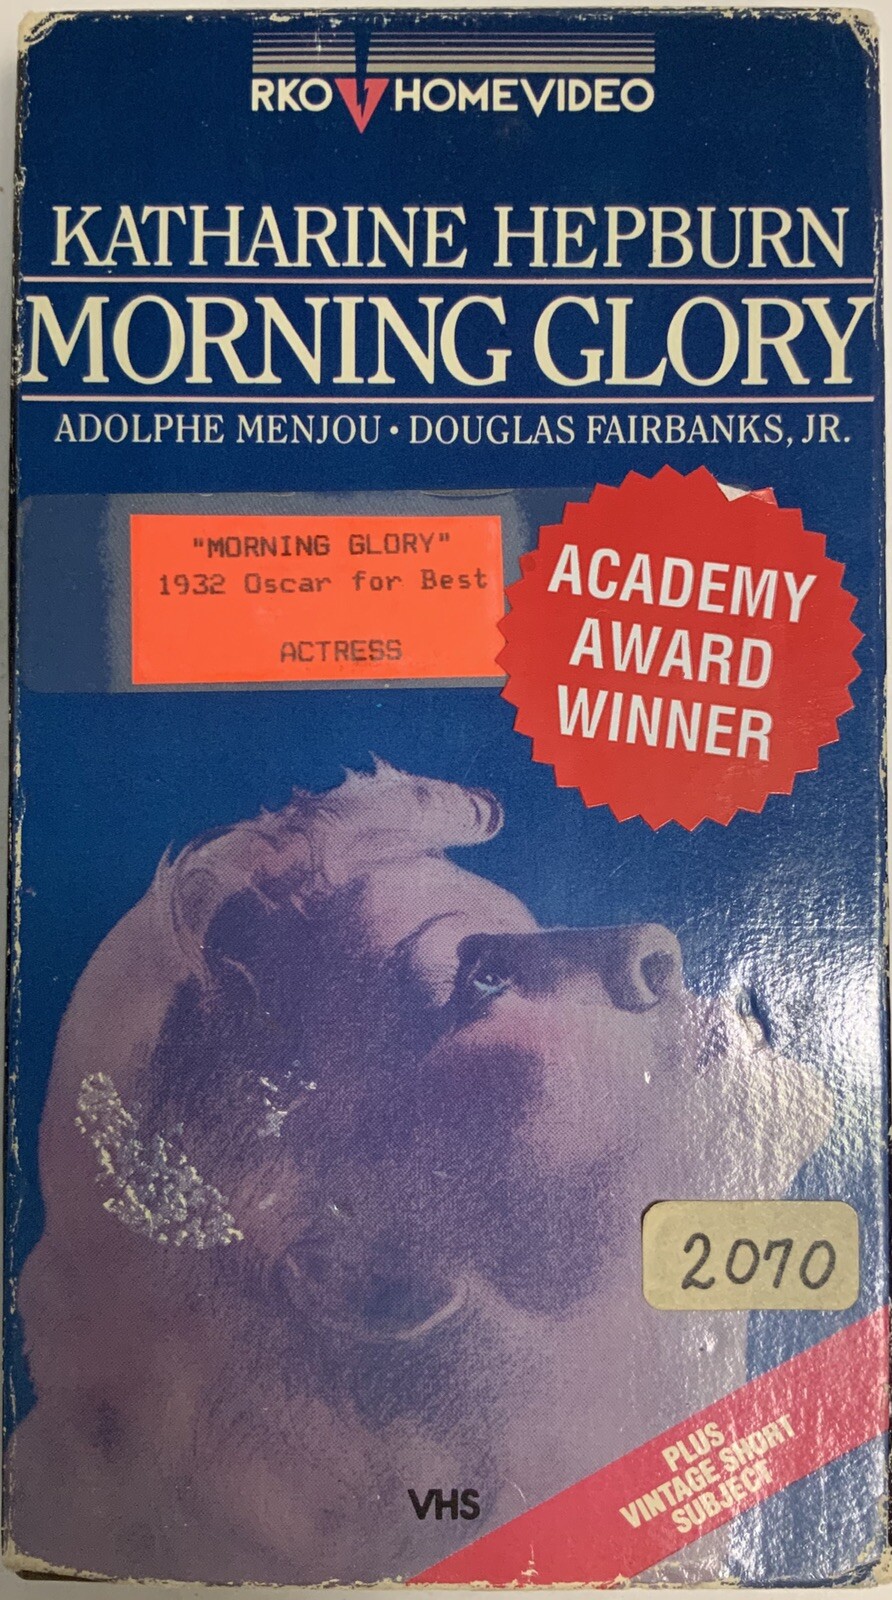 RKO HOMEVIDEO
KATHARINE HEPBURN
MORNING GLORY
ADOLPHE MENJOU • DOUGLAS FAIRBANKS, JR.
"MORNING GLORY"
1932 Oscar for Best
ACTRESS
ACADEMY
AWARD
WINNER
2070
PLUS
VINTAGE SHORT
SUBJECT
VHS